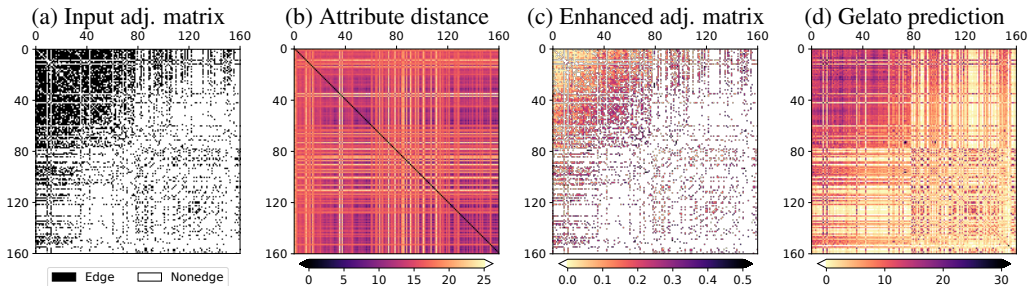 (a) Input adj. matrix
(b) Attribute distance
(c) Enhanced adj. matrix
(d) Gelato prediction
0 40 80 120 160
0 40 80 120 160
0 40 80 120 160
0 40 80 120 160
0
40
80
120
160
0
40
80
120
160
0
40
80
120
160
0
40
80
120
160
Edge Nonedge
0 5 10 15 20 25
0.0 0.1 0.2 0.3 0.4 0.5
0 10 20 30